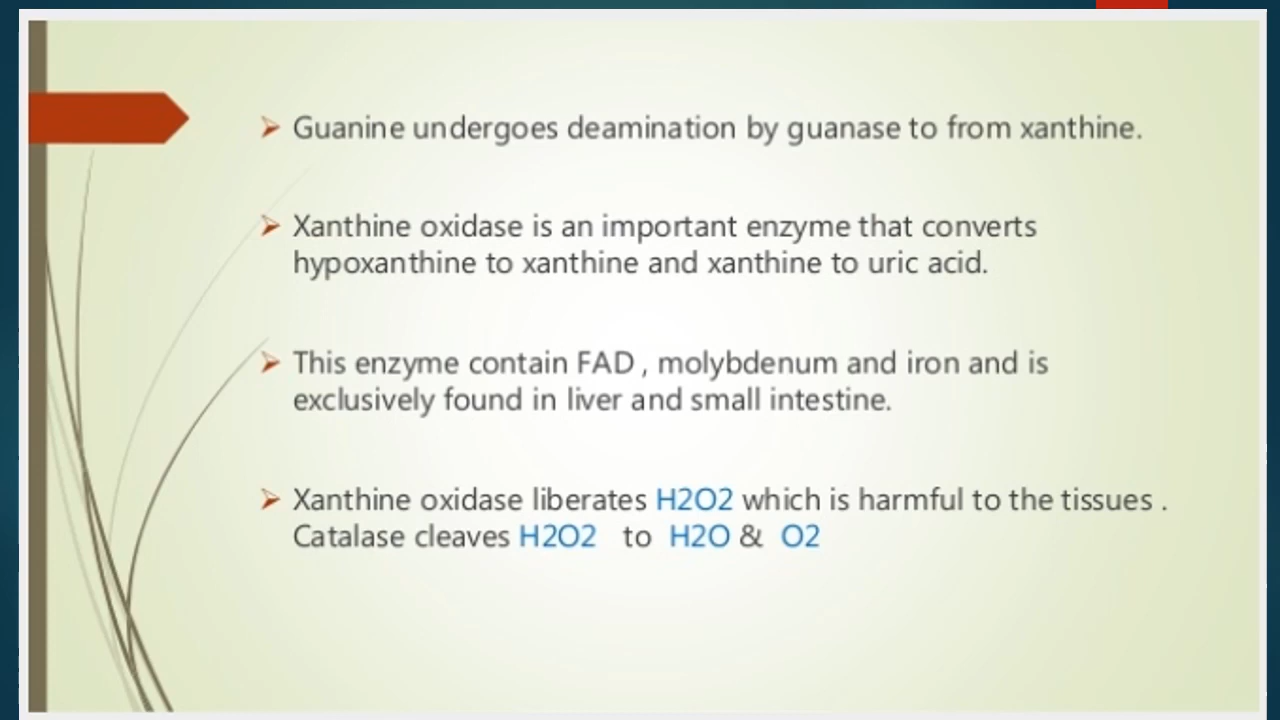 Guanine undergoes deamination by guanase to from xanthine.
Xanthine oxidase is an important enzyme that converts
hypoxanthine to xanthine and xanthine to uric acid.
This enzyme contain FAD , molybdenum and iron and is
exclusively found in liver and small intestine.
Xanthine oxidase liberates H2O2 which is harmful to the tissues .
Catalase cleaves H2O2 to H2O & O2